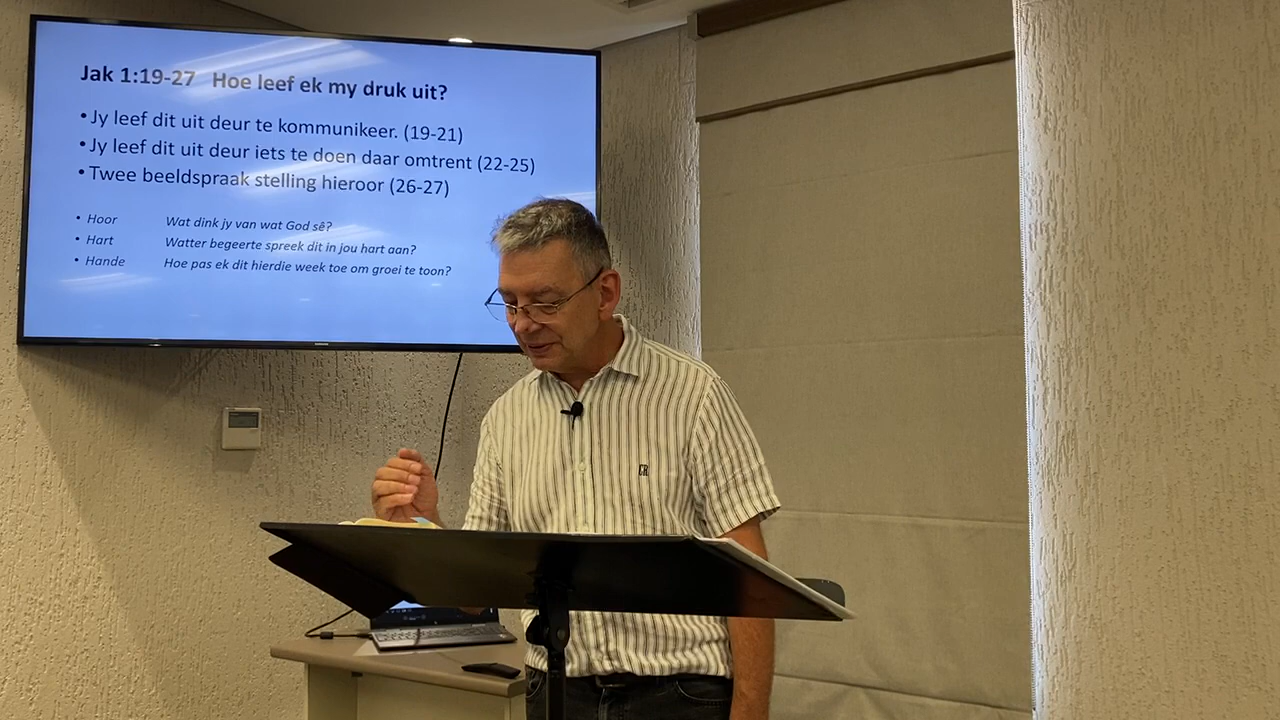 Jak 1:19-27 Hoe leef ek my druk uit?
• Jy leef dit uit deur te kommunikeer. (19-21)
• Jy leef dit uit deur iets te doen daar omtrent (22-25)
• Twee beeldspraak stelling hieroor (26-27)
• Hoor Wat dink jy van wat God sê?
• Hart Watter begeerte spreek dit in jou hart aan?
• Hande Hoe pas ek dit hierdie week toe om groei te toon?
SAMSUNG
CR